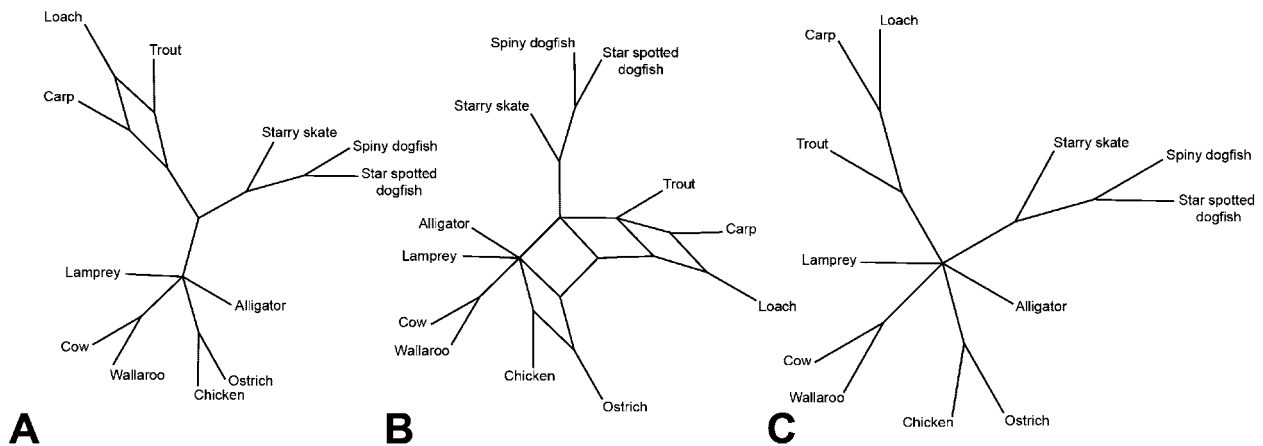 Loach
Trout
Carp
Starry skate
Spiny dogfish
Star spotted
dogfish
Lamprey
Alligator
Cow
Wallaroo
Ostrich
Chicken
A
Spiny dogfish
Star spotted
dogfish
Starry skate
Trout
Alligator
Carp
Lamprey
Loach
Cow
Wallaroo
Chicken
Ostrich
B
Loach
Carp
Trout
Starry skate
Spiny dogfish
Star spotted
dogfish
Lamprey
Alligator
Cow
Wallaroo
Chicken
Ostrich
C